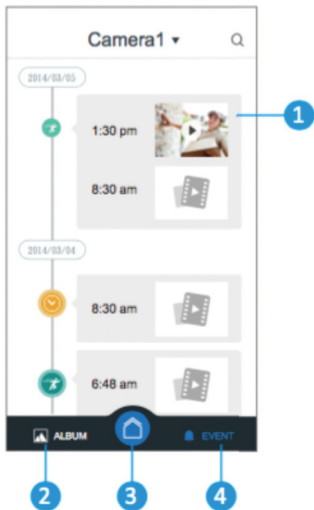 Camera1
2014/03/05
1:30 pm
1
8:30 am
2014/03/04
8:30 am
6:48 am
ALBUM
EVENT
2
3
4